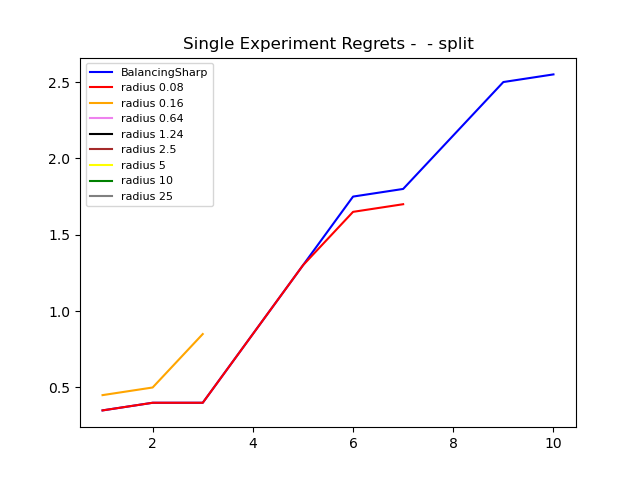 Single Experiment Regrets -  - split
BalancingSharp
radius 0.08
radius 0.16
radius 0.64
radius 1.24
radius 2.5
radius 5
radius 10
radius 25
2.5
2.0
1.5
1.0
0.5
2 4 6 8 10